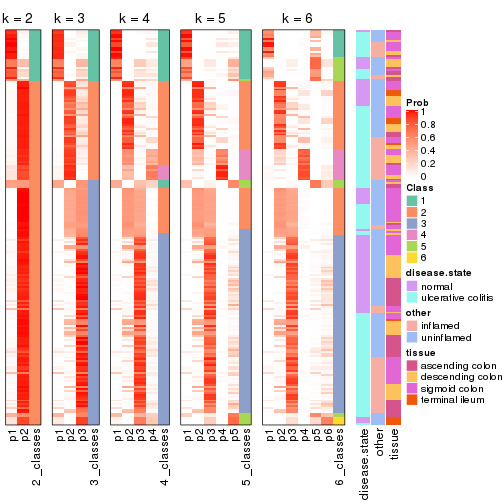 k = 2
k = 3
k = 4
k = 5
k = 6
Prob
1
0.8
0.6
0.4
0.2
0
Class
1
2
3
4
5
6
disease.state
normal
ulcerative colitis
other
inflamed
uninflamed
tissue
ascending colon
descending colon
sigmoid colon
terminal ileum
p1
p2
2_classes
p1
p2
p3
3_classes
p1
p2
p3
p4
4_classes
p1
p2
p3
p4
p5
5_classes
p1
p2
p3
p4
p5
p6
6_classes
disease.state
other
tissue